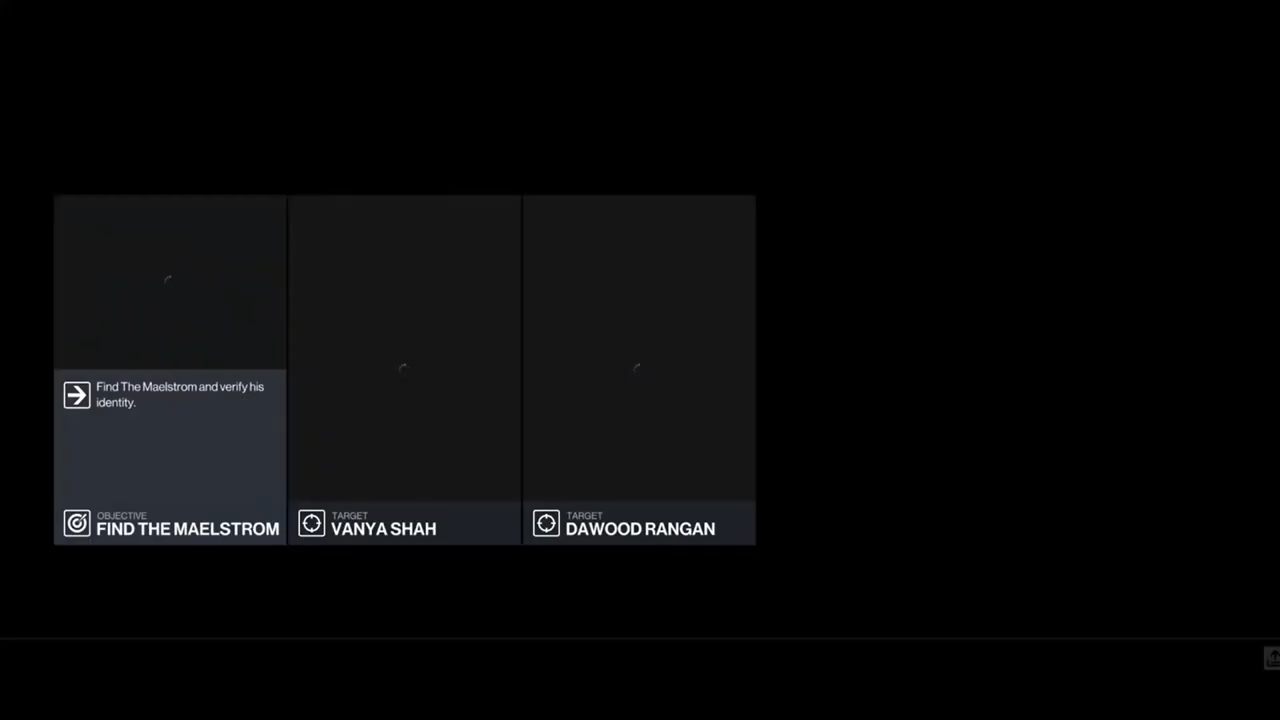 Find The Maelstrom and verify his
identity.
OBJECTIVE
FIND THE MAELSTROM
TARGET
VANYA SHAH
TARGET
DAWOOD RANGAN